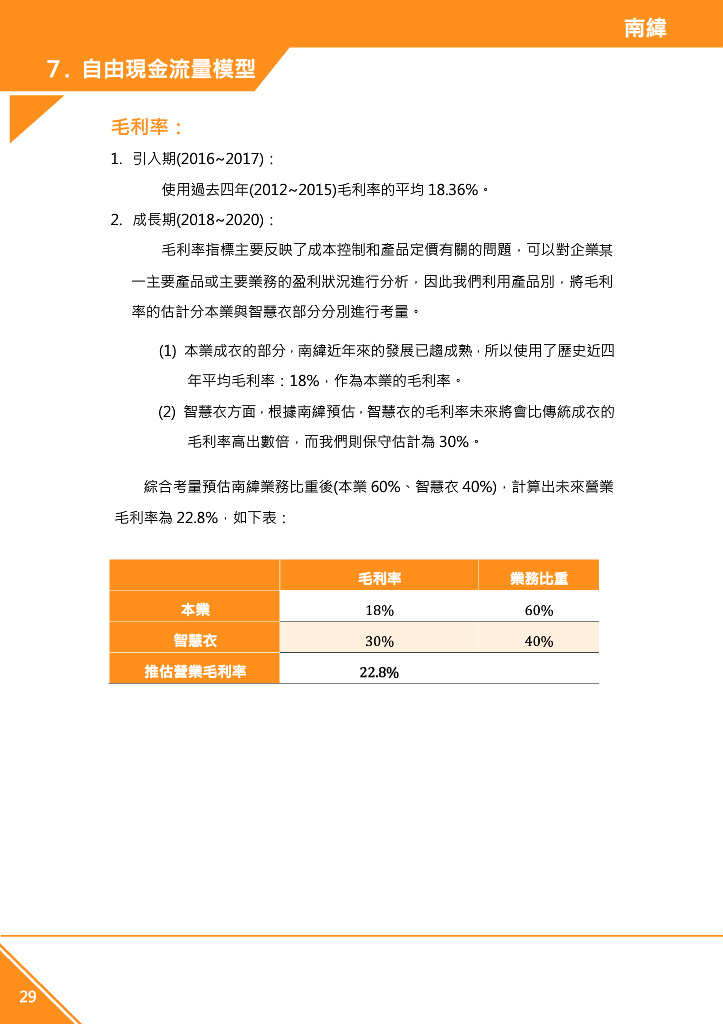 南緯
7. 自由現金流量模型
毛利率：
1. 引入期(2016~2017)：
使用過去四年(2012~2015)毛利率的平均 18.36%。
2. 成長期(2018~2020)：
毛利率指標主要反映了成本控制和產品定價有關的問題，可以對企業某
一主要產品或主要業務的盈利狀況進行分析，因此我們利用產品別，將毛利
率的估計分本業與智慧衣部分分別進行考量。
(1) 本業成衣的部分，南緯近年來的發展已趨成熟，所以使用了歷史近四
年平均毛利率：18%，作為本業的毛利率。
(2) 智慧衣方面，根據南緯預估，智慧衣的毛利率未來將會比傳統成衣的
毛利率高出數倍，而我們則保守估計為 30%。
綜合考量預估南緯業務比重後(本業 60%、智慧衣 40%)，計算出未來營業
毛利率為 22.8%，如下表：
毛利率 業務比重
本業 18% 60%
智慧衣 30% 40%
推估營業毛利率 22.8%
29